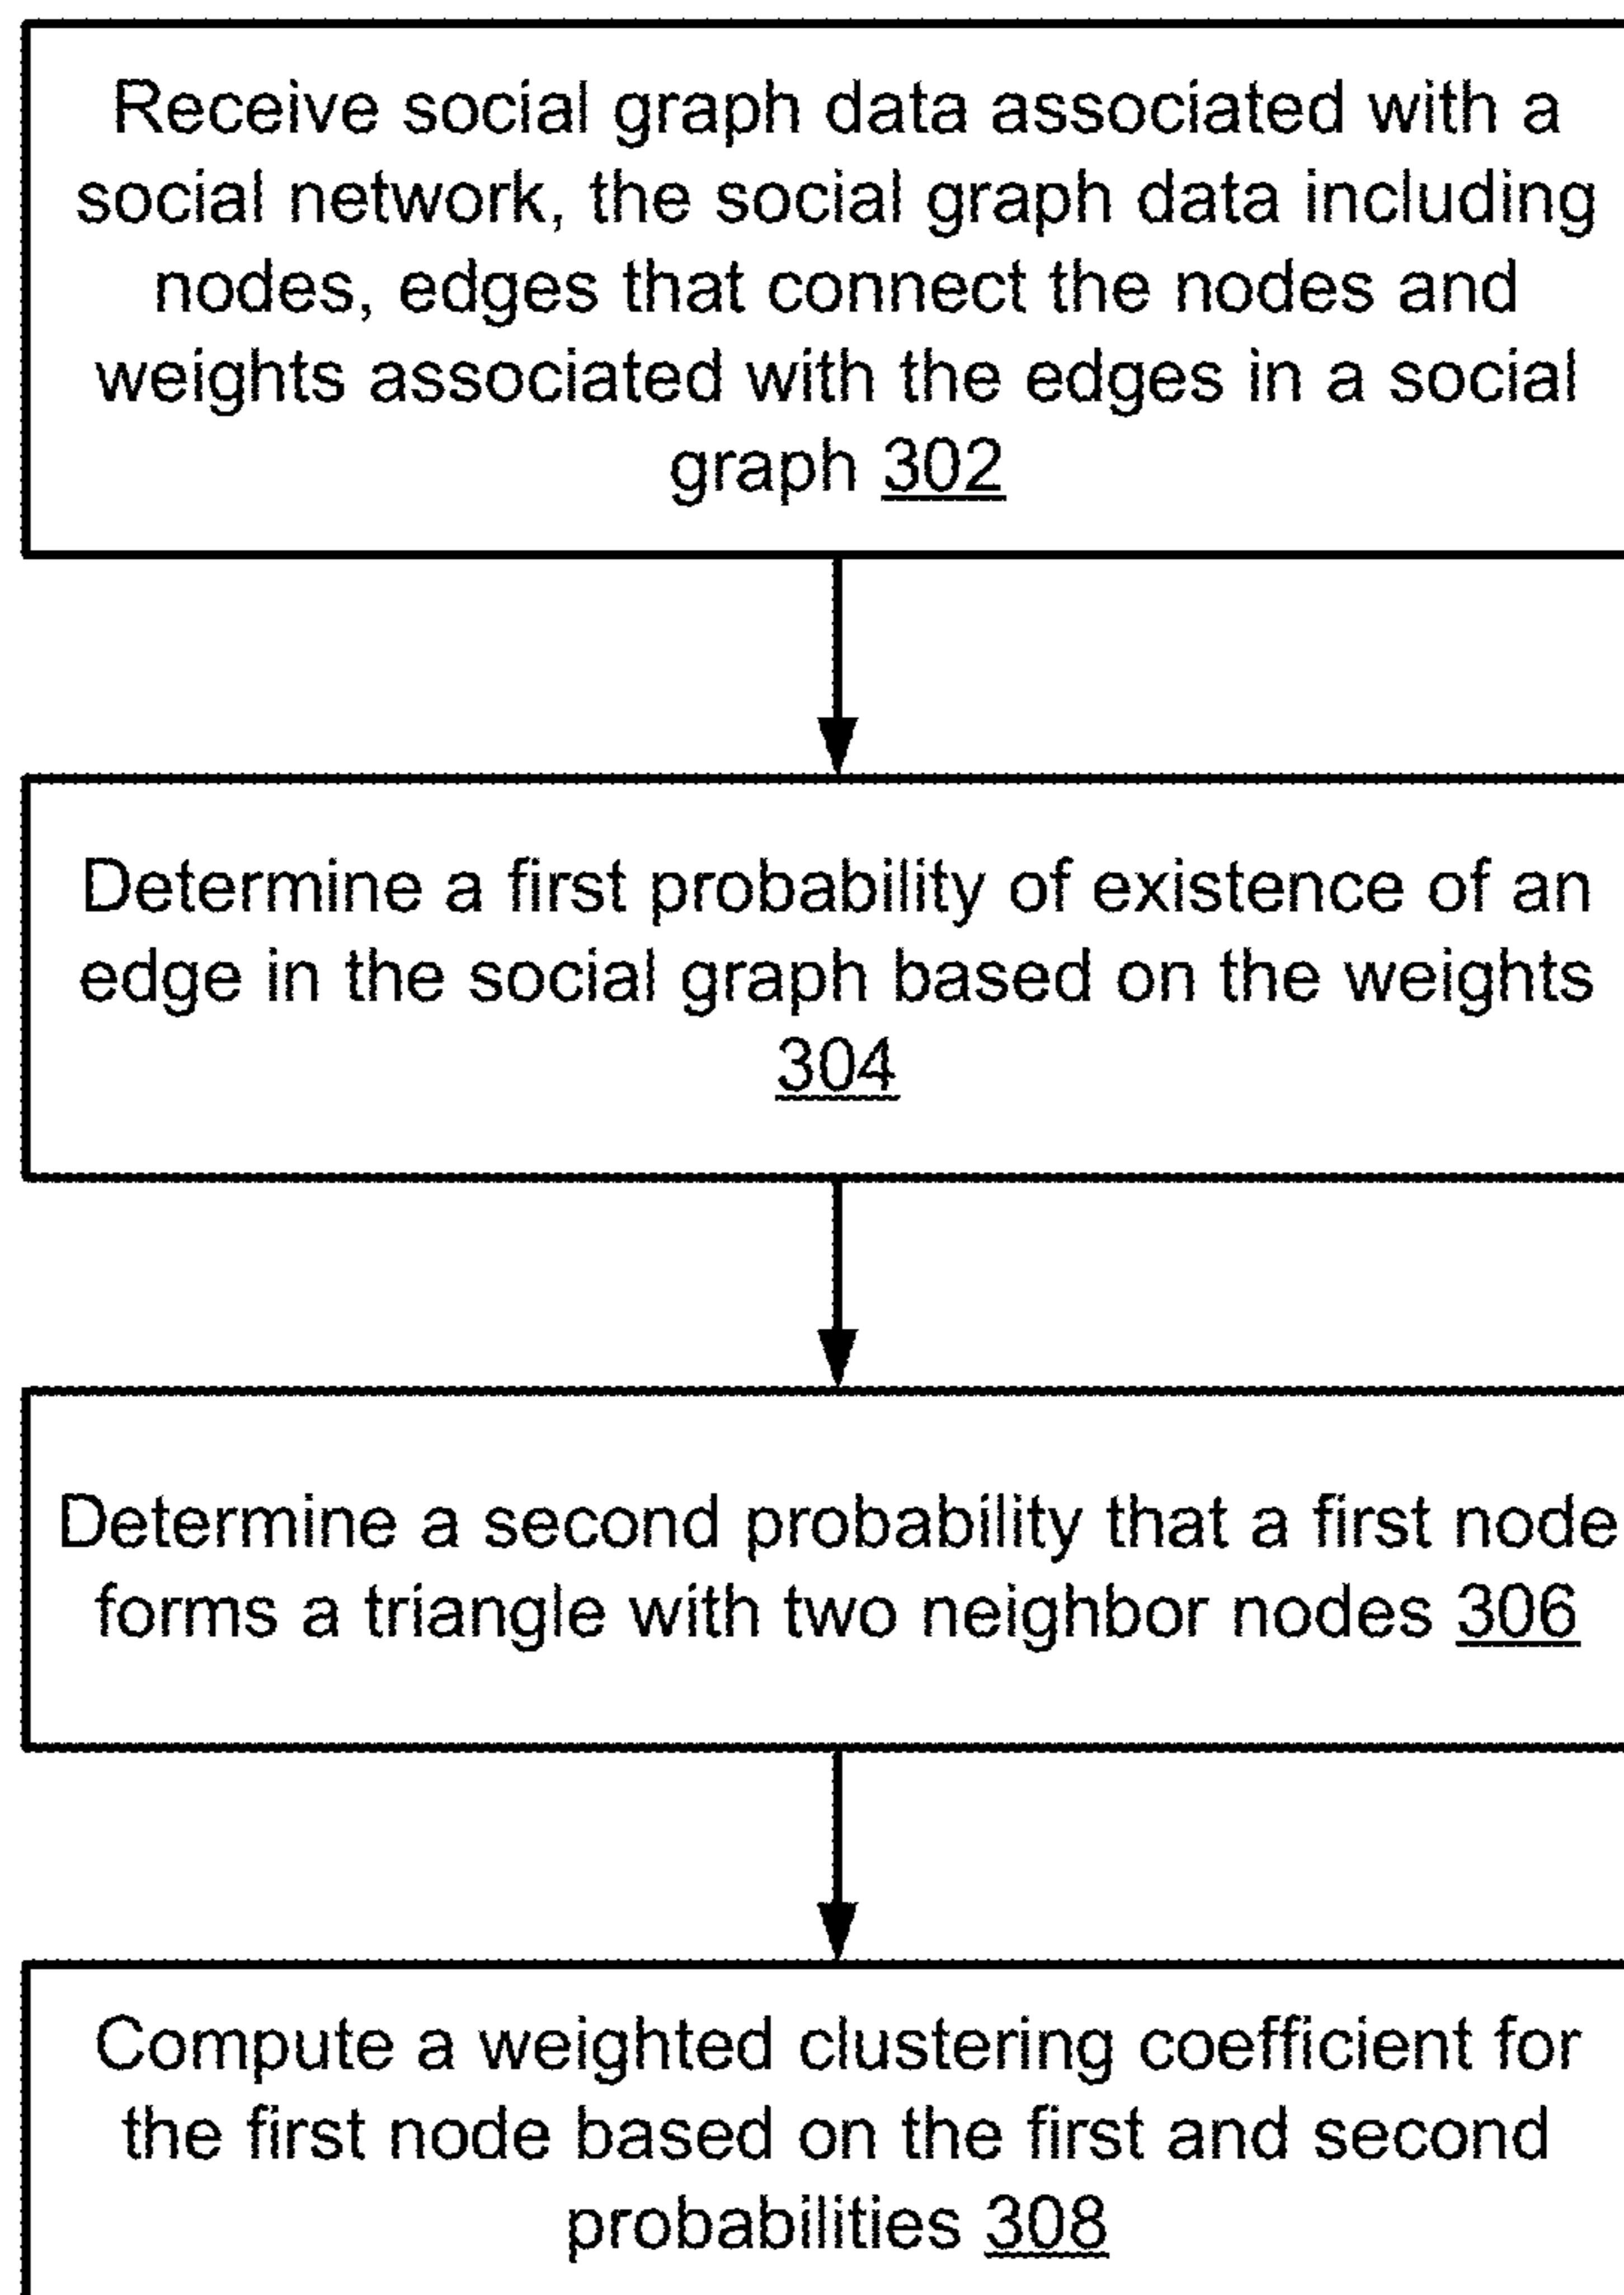 Receive social graph data associated with a
social network, the social graph data including
nodes, edges that connect the nodes and
weights associated with the edges in a social
graph 302
Determine a first probability of existence of an
edge in the social graph based on the weights
304
Determine a second probability that a first node
forms a triangle with two neighbor nodes 306
Compute a weighted clustering coefficient for
the first node based on the first and second
probabilities 308